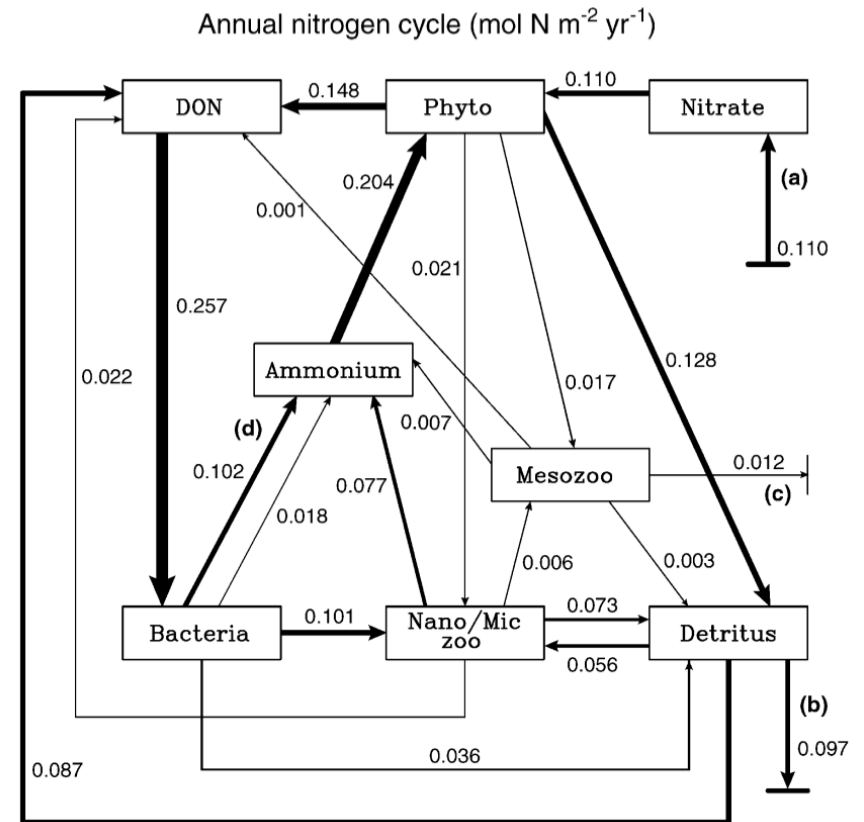 Annual nitrogen cycle (mol N m⁻² yr⁻¹)
DON
0.148
Phyto
0.110
Nitrate
(a)
0.110
0.204
0.001
0.021
0.257
0.022
0.128
0.017
Ammonium
0.007
(d)
0.102
0.077
0.018
Mesozoo
0.012
(c)
0.006
0.003
Bacteria
0.101
Nano/Mic
zoo
0.073
0.056
Detritus
(b)
0.097
0.036
0.087